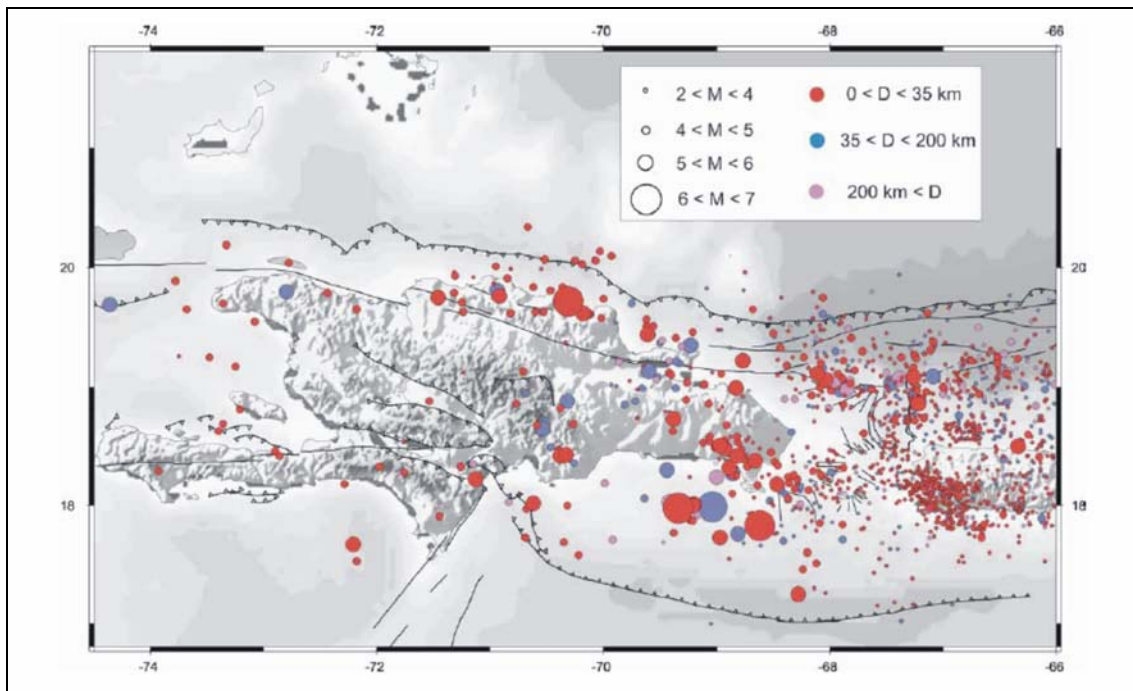 -74 -72 -70 -68 -66
2 < M < 4 0 < D < 35 km
4 < M < 5 35 < D < 200 km
5 < M < 6 200 km < D
6 < M < 7
20 20
18 18
-74 -72 -70 -68 -66